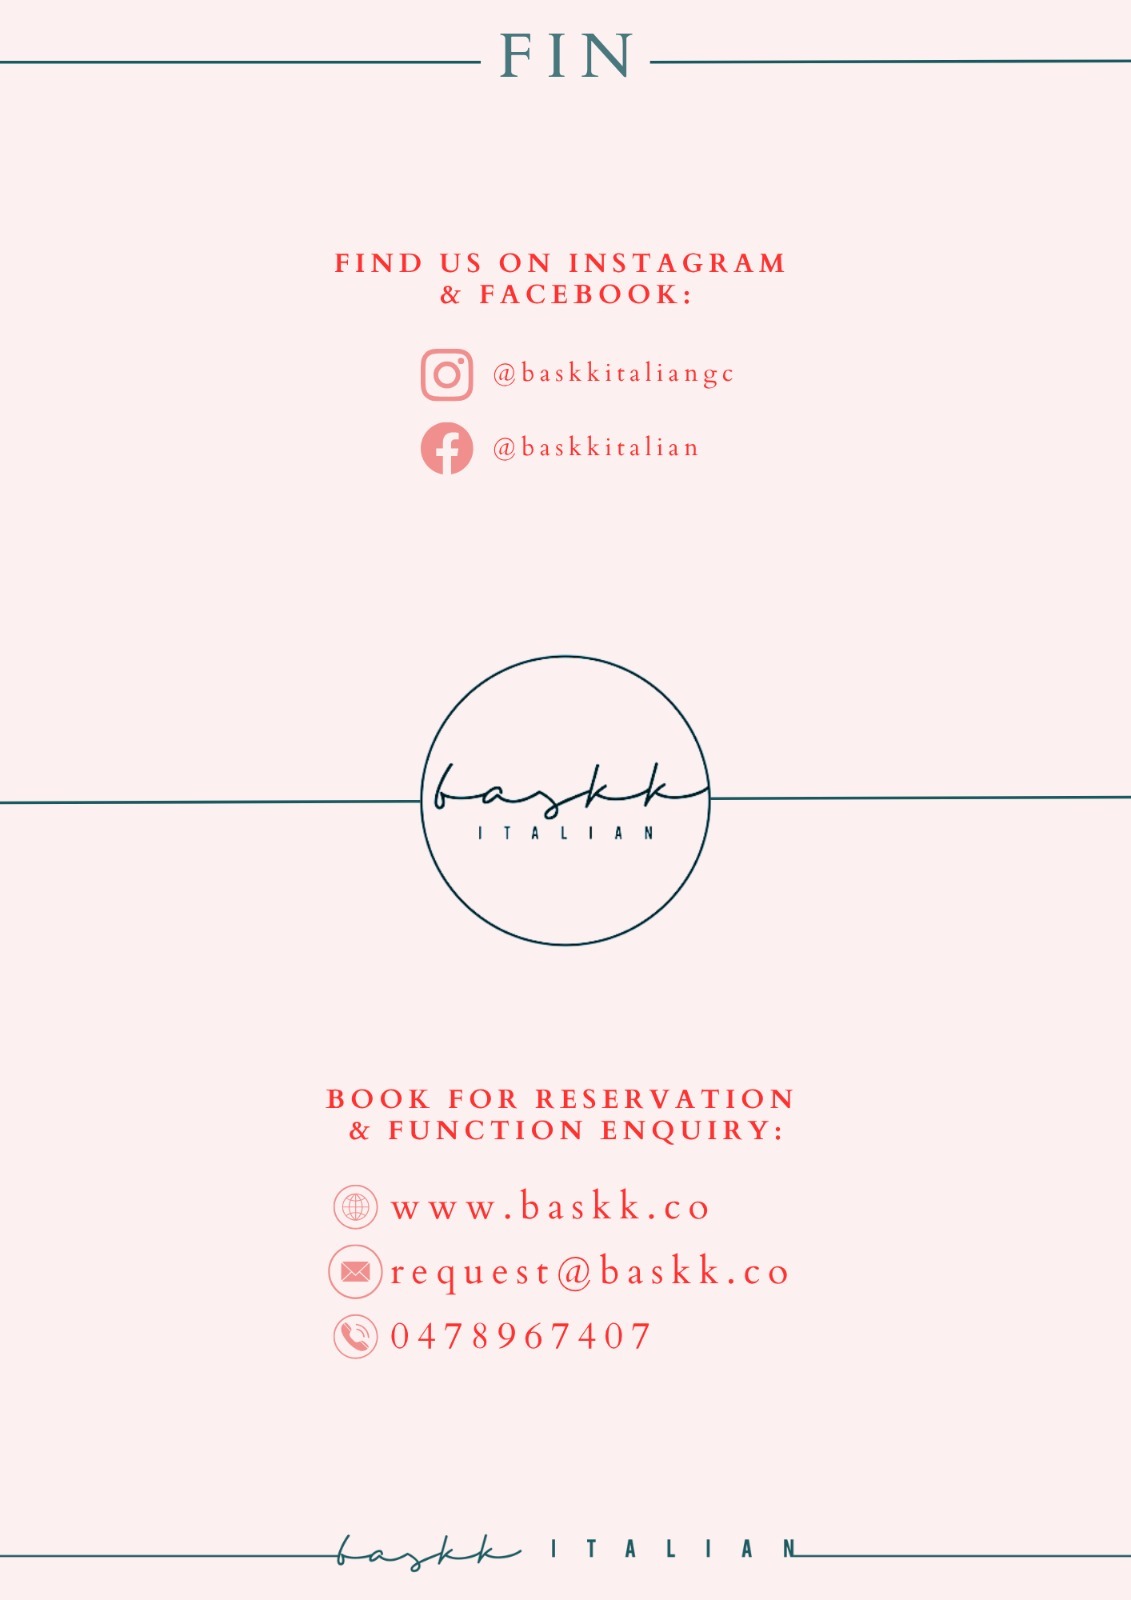 FIN
FIND US ON INSTAGRAM
& FACEBOOK:
@baskkitaliangc
@baskkitalian
baskk
ITALIAN
BOOK FOR RESERVATION
& FUNCTION ENQUIRY:
www.baskk.co
request@baskk.co
0478967407
baskk ITALIAN